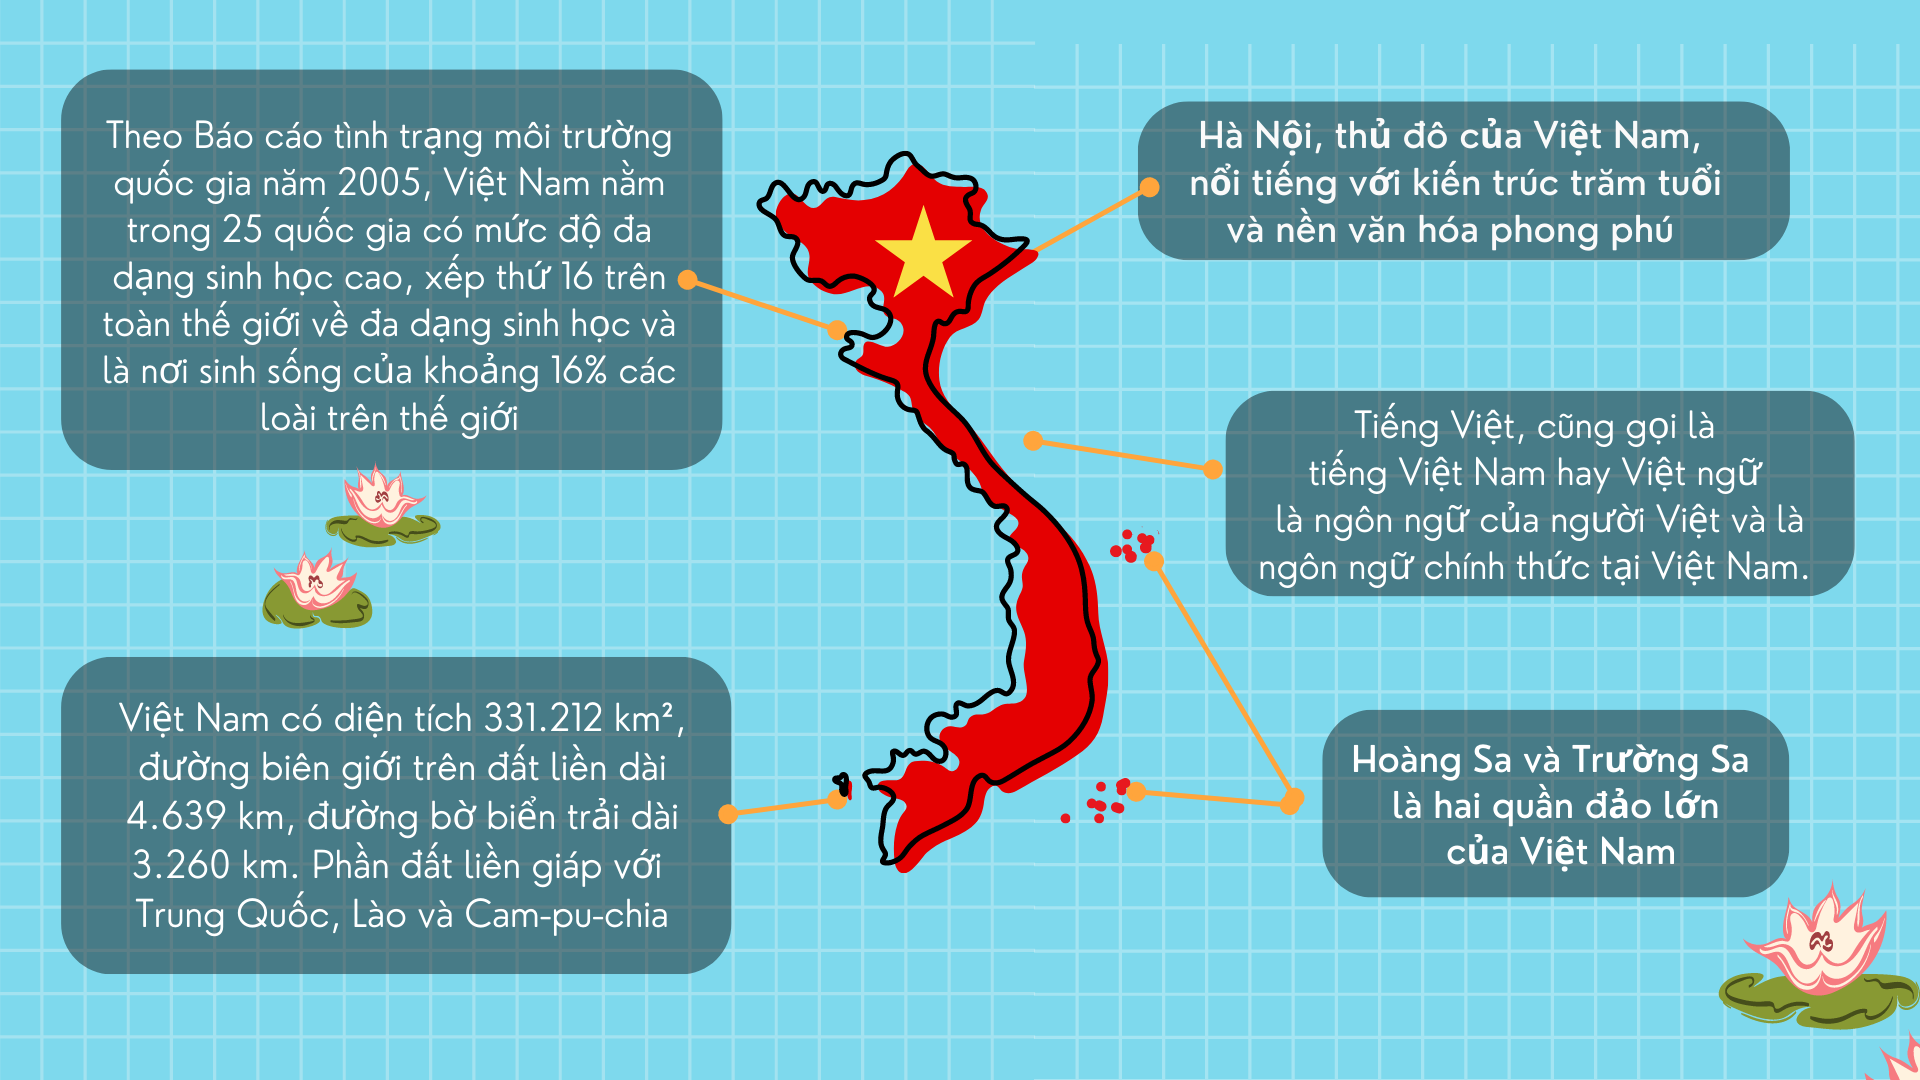 Theo Báo cáo tình trạng môi trường
quốc gia năm 2005, Việt Nam nằm
trong 25 quốc gia có mức độ đa
dạng sinh học cao, xếp thứ 16 trên
toàn thế giới về đa dạng sinh học và
là nơi sinh sống của khoảng 16% các
loài trên thế giới
Hà Nội, thủ đô của Việt Nam,
nổi tiếng với kiến trúc trăm tuổi
và nền văn hóa phong phú
Tiếng Việt, cũng gọi là
tiếng Việt Nam hay Việt ngữ
là ngôn ngữ của người Việt và là
ngôn ngữ chính thức tại Việt Nam.
Việt Nam có diện tích 331.212 km²,
đường biên giới trên đất liền dài
4.639 km, đường bờ biển trải dài
3.260 km. Phần đất liền giáp với
Trung Quốc, Lào và Cam-pu-chia
Hoàng Sa và Trường Sa
là hai quần đảo lớn
của Việt Nam